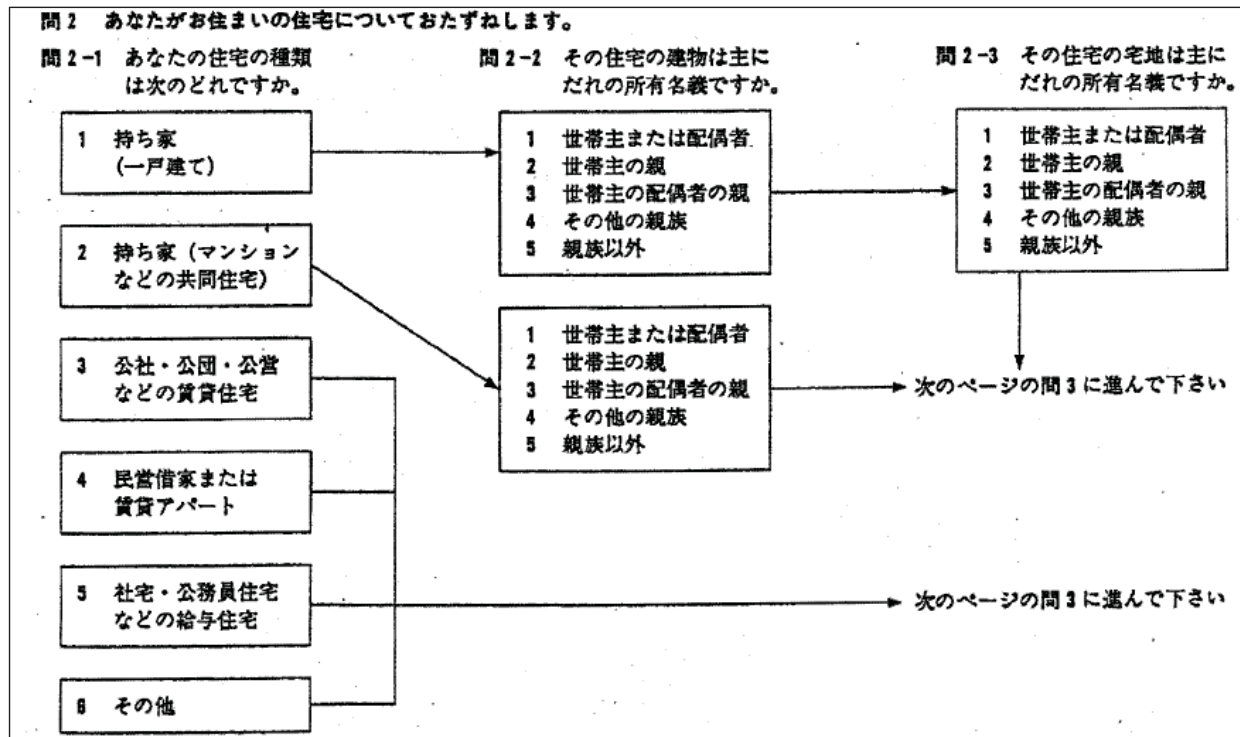 問2　あなたがお住まいの住宅についておたずねします。
問2-1　あなたの住宅の種類
は次のどれですか。
1　持ち家
(一戸建て)
2　持ち家（マンション
などの共同住宅）
3　公社・公団・公営
などの賃貸住宅
4　民営借家または
賃貸アパート
5　社宅・公務員住宅
などの給与住宅
6　その他
問2-2　その住宅の建物は主に
だれの所有名義ですか。
1　世帯主または配偶者
2　世帯主の親
3　世帯主の配偶者の親
4　その他の親族
5　親族以外
1　世帯主または配偶者
2　世帯主の親
3　世帯主の配偶者の親
4　その他の親族
5　親族以外
問2-3　その住宅の宅地は主に
だれの所有名義ですか。
1　世帯主または配偶者
2　世帯主の親
3　世帯主の配偶者の親
4　その他の親族
5　親族以外
次のページの問3に進んで下さい
次のページの問3に進んで下さい